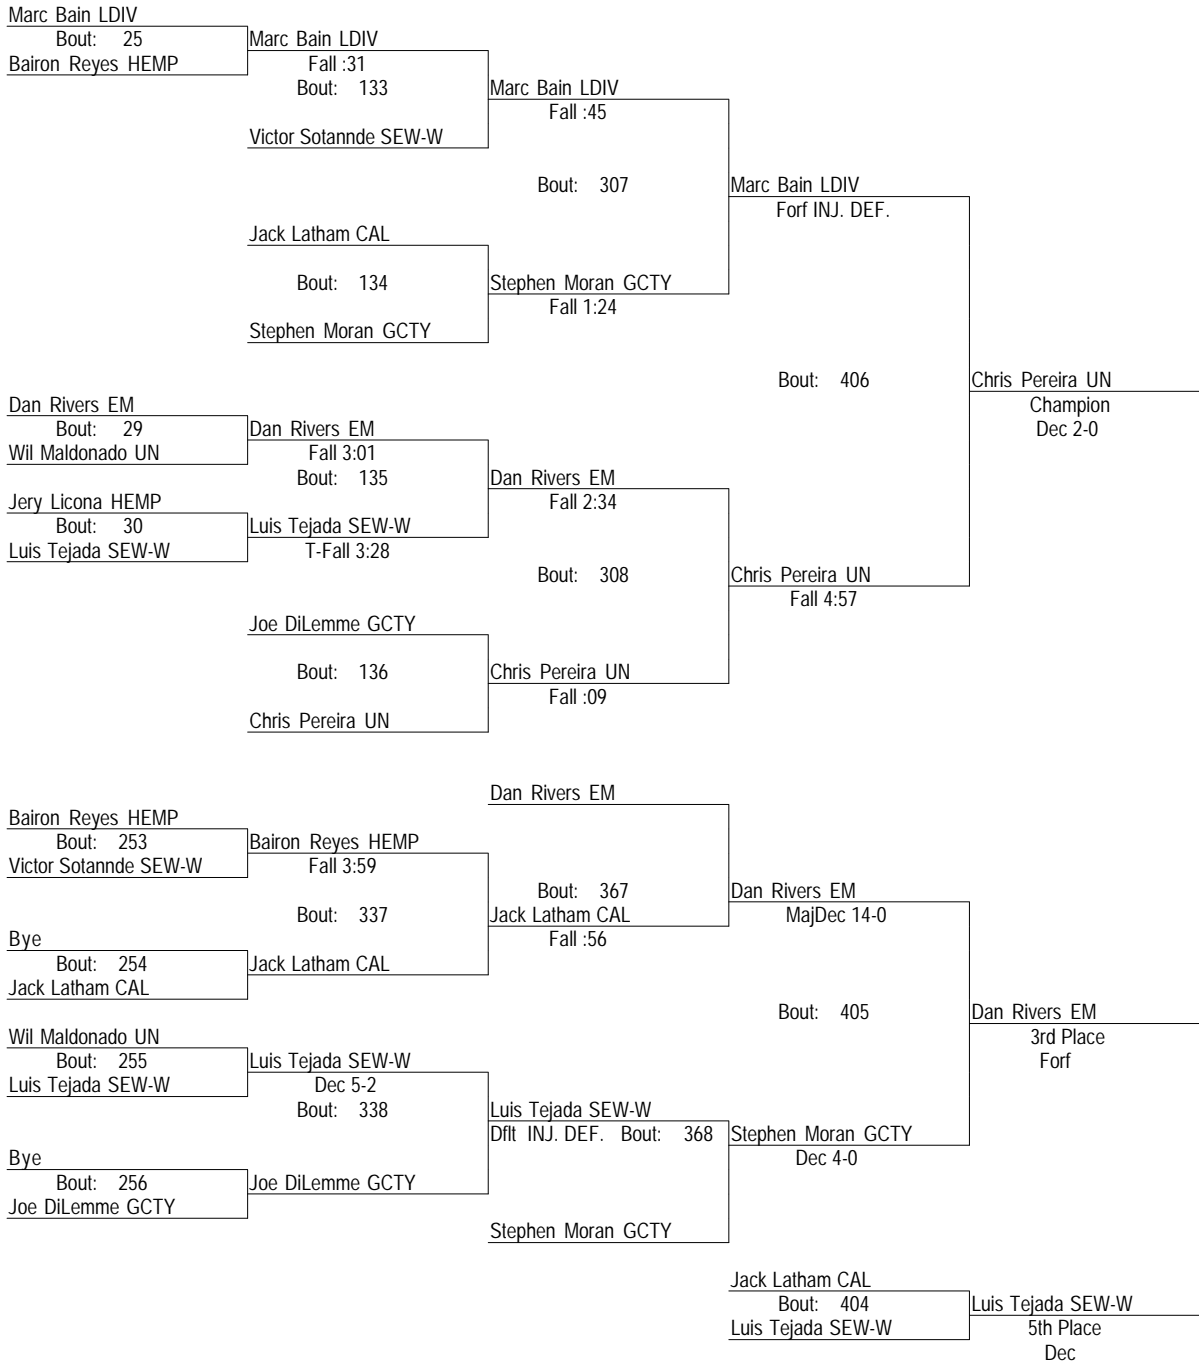 Marc Bain LDIV
Bout: 25
Marc Bain LDIV
Bairon Reyes HEMP
Fall :31
Bout: 133
Marc Bain LDIV
Fall :45
Victor Sotannde SEW-W
Bout: 307
Marc Bain LDIV
Forf INJ. DEF.
Jack Latham CAL
Bout: 134
Stephen Moran GCTY
Fall 1:24
Stephen Moran GCTY
Bout: 406
Chris Pereira UN
Champion
Dec 2-0
Dan Rivers EM
Bout: 29
Dan Rivers EM
Wil Maldonado UN
Fall 3:01
Bout: 135
Dan Rivers EM
Fall 2:34
Jery Licona HEMP
Bout: 30
Luis Tejada SEW-W
Luis Tejada SEW-W
T-Fall 3:28
Bout: 308
Chris Pereira UN
Fall 4:57
Joe DiLemme GCTY
Bout: 136
Chris Pereira UN
Fall :09
Chris Pereira UN
Dan Rivers EM
Bairon Reyes HEMP
Bout: 253
Bairon Reyes HEMP
Victor Sotannde SEW-W
Fall 3:59
Bout: 367
Dan Rivers EM
MajDec 14-0
Bout: 337
Jack Latham CAL
Fall :56
Bye
Bout: 254
Jack Latham CAL
Jack Latham CAL
Bout: 405
Dan Rivers EM
3rd Place
Forf
Wil Maldonado UN
Bout: 255
Luis Tejada SEW-W
Luis Tejada SEW-W
Dec 5-2
Bout: 338
Luis Tejada SEW-W
Dflt INJ. DEF. Bout: 368
Stephen Moran GCTY
Dec 4-0
Bye
Bout: 256
Joe DiLemme GCTY
Joe DiLemme GCTY
Stephen Moran GCTY
Jack Latham CAL
Bout: 404
Luis Tejada SEW-W
Luis Tejada SEW-W
5th Place
Dec